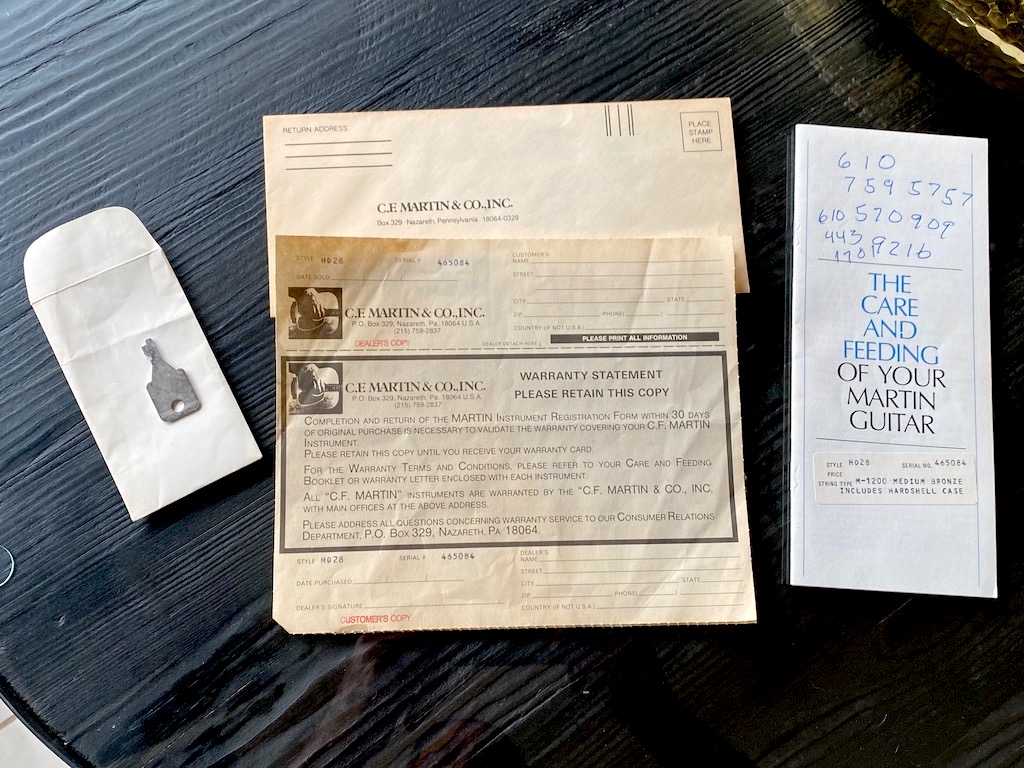 RETURN ADDRESS
PLACE
STAMP
HERE
C.F. MARTIN & CO., INC.
Box 329 · Nazareth, Pennsylvania 18064-0329
STYLE HD28 SERIAL # 465084
DATE SOLD
CUSTOMER'S
NAME
STREET
CITY STATE
ZIP PHONE( )
COUNTRY (IF NOT U.S.A.)
C.F. MARTIN & CO., INC.
P.O. Box 329, Nazareth, Pa. 18064 U.S.A.
(215) 759-2837
DEALER'S COPY
DEALER DETACH HERE
PLEASE PRINT ALL INFORMATION
C.F. MARTIN & CO., INC.
P.O. Box 329, Nazareth, Pa. 18064 U.S.A.
(215) 759-2837
WARRANTY STATEMENT
PLEASE RETAIN THIS COPY
COMPLETION AND RETURN OF THE MARTIN INSTRUMENT REGISTRATION FORM WITHIN 30 DAYS
OF ORIGINAL PURCHASE IS NECESSARY TO VALIDATE THE WARRANTY COVERING YOUR C.F. MARTIN
INSTRUMENT.
PLEASE RETAIN THIS COPY UNTIL YOU RECEIVE YOUR WARRANTY CARD.
FOR THE WARRANTY TERMS AND CONDITIONS, PLEASE REFER TO YOUR CARE AND FEEDING
BOOKLET OR WARRANTY LETTER ENCLOSED WITH EACH INSTRUMENT.
ALL "C.F. MARTIN" INSTRUMENTS ARE WARRANTED BY THE "C.F. MARTIN & CO., INC.
WITH MAIN OFFICES AT THE ABOVE ADDRESS.
PLEASE ADDRESS ALL QUESTIONS CONCERNING WARRANTY SERVICE TO OUR CONSUMER RELATIONS
DEPARTMENT, P.O. BOX 329, NAZARETH, PA. 18064.
STYLE HD28 SERIAL # 465084
DATE PURCHASED
DEALER'S SIGNATURE
CUSTOMER'S COPY
DEALER'S
NAME
STREET
CITY STATE
ZIP PHONE( )
COUNTRY (IF NOT U.S.A.)
610
759 5757
610 570 909
443 9216
1701
THE
CARE
AND
FEEDING
OF YOUR
MARTIN
GUITAR
STYLE HD28 SERIAL NO. 465084
PRICE
STRING TYPE M-1200 MEDIUM BRONZE
INCLUDES HARDSHELL CASE